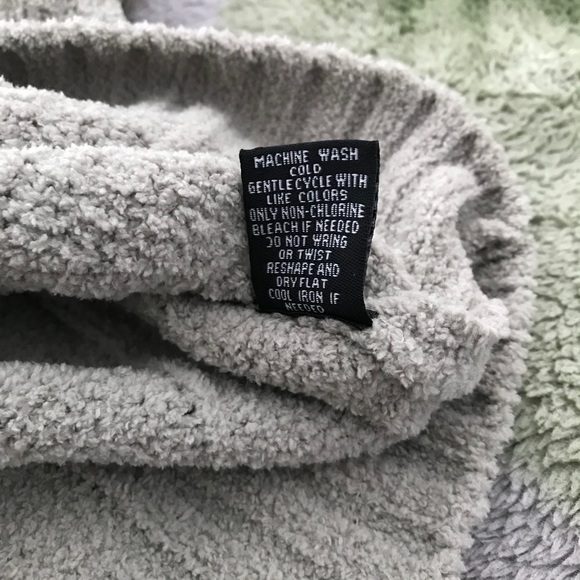 MACHINE WASH
COLD
GENTLE CYCLE WITH
LIKE COLORS
ONLY NON-CHLORINE
BLEACH IF NEEDED
DO NOT WRING
OR TWIST
RESHAPE AND
DRY FLAT
COOL IRON IF
NEEDED